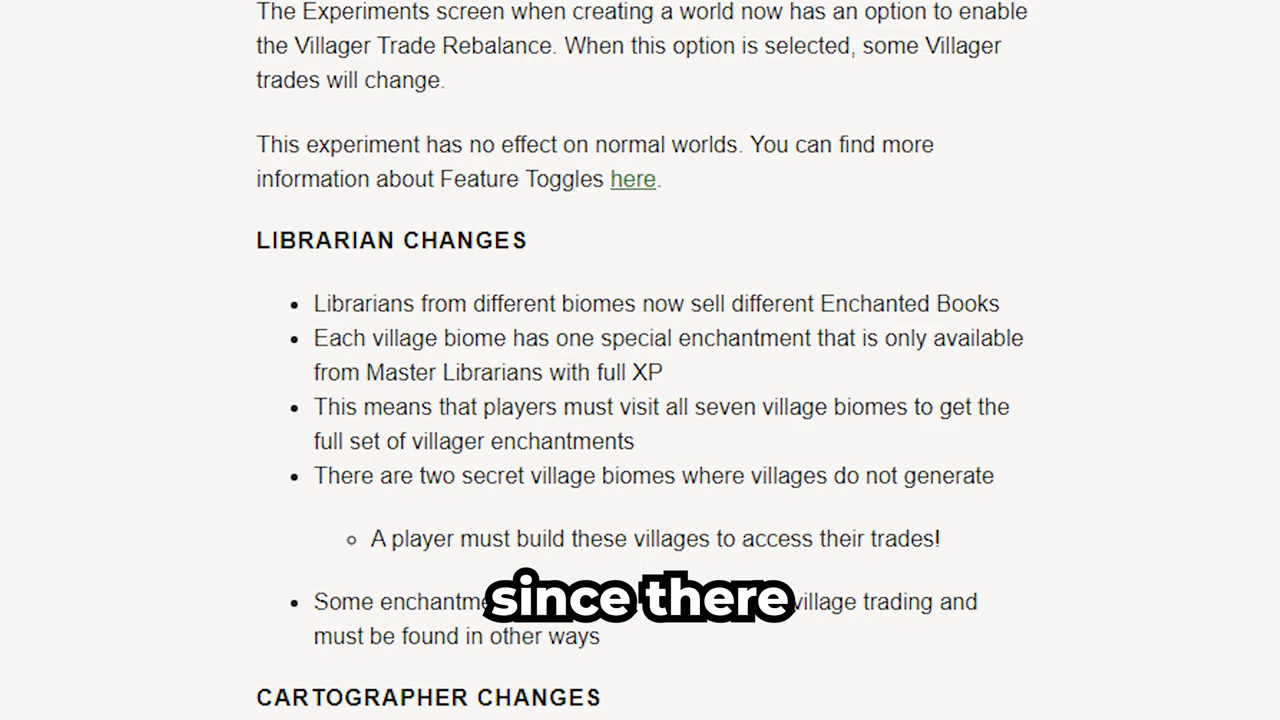 The Experiments screen when creating a world now has an option to enable
the Villager Trade Rebalance. When this option is selected, some Villager
trades will change.
This experiment has no effect on normal worlds. You can find more
information about Feature Toggles here.
LIBRARIAN CHANGES
• Librarians from different biomes now sell different Enchanted Books
• Each village biome has one special enchantment that is only available
from Master Librarians with full XP
• This means that players must visit all seven village biomes to get the
full set of villager enchantments
• There are two secret village biomes where villages do not generate
◦ A player must build these villages to access their trades!
• Some village trading and
since there
must be found in other ways
CARTOGRAPHER CHANGES